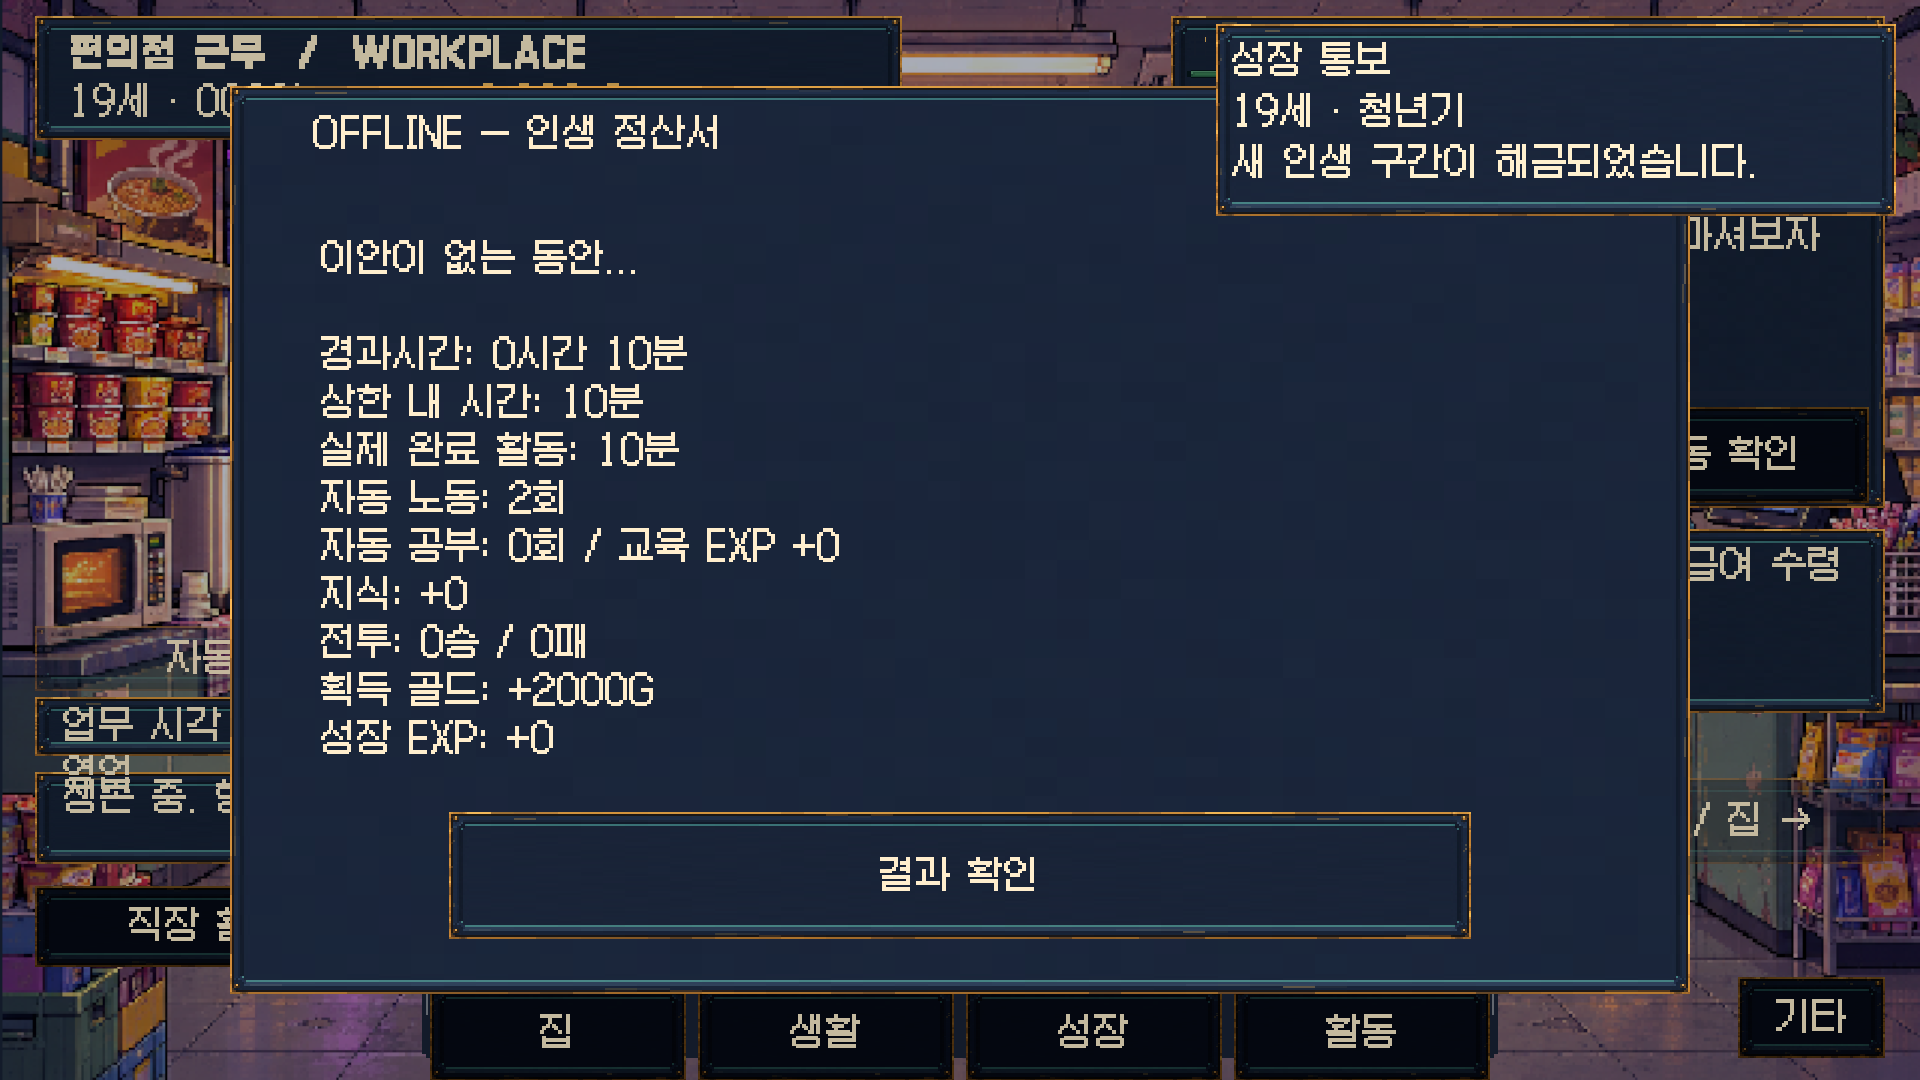 편의점 근무 / WORKPLACE
19세 · 00
성장 통보
19세 · 청년기
새 인생 구간이 해금되었습니다.
OFFLINE – 인생 정산서
이안이 없는 동안...
경과시간: 0시간 10분
상한 내 시간: 10분
실제 완료 활동: 10분
자동 노동: 2회
자동 공부: 0회 / 교육 EXP +0
지식: +0
전투: 0승 / 0패
획득 골드: +2000G
성장 EXP: +0
결과 확인
마셔보자
확인
급여 수령
/ 집 →
자동
업무 시각
중.
직장
집
생활
성장
활동
기타